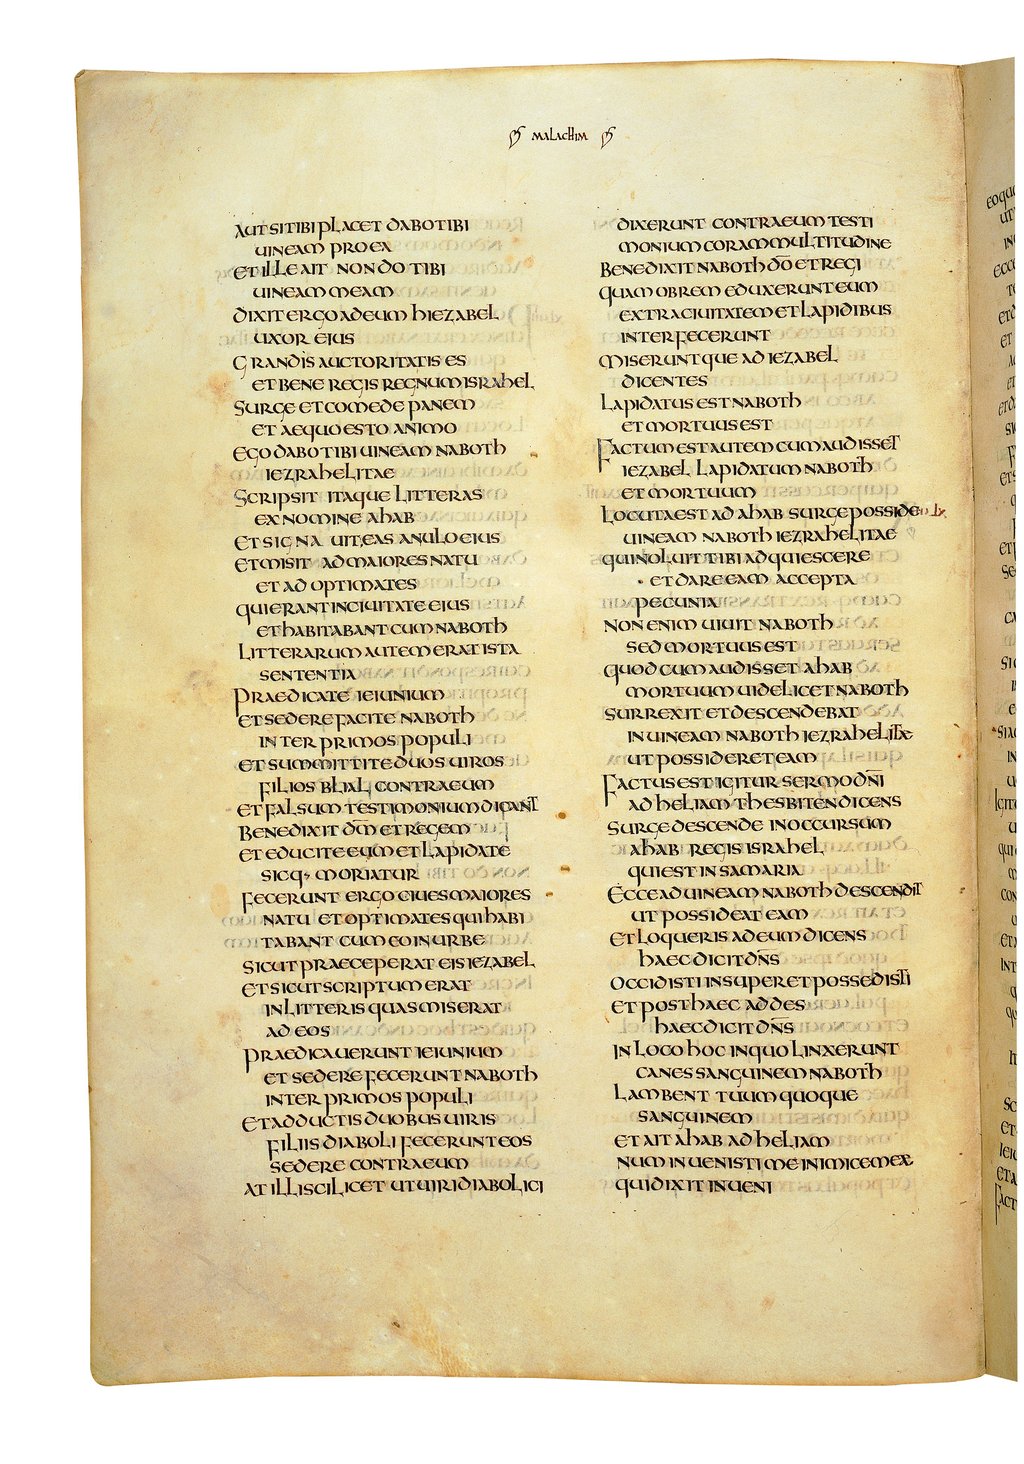 MALACHIM
AUT SI TIBI PLACET DABO TIBI
UINEAM PRO EA
ET ILLE AIT NON DO TIBI
UINEAM MEAM
DIXIT ERGO AD EUM HIEZABEL
UXOR EIUS
GRANDIS AUCTORITATIS ES
ET BENE REGIS REGNUM ISRAHEL
SURGE ET COMEDE PANEM
ET AEQUO ESTO ANIMO
EGO DABO TIBI UINEAM NABOTH
IEZRAHELITAE
SCRIPSIT ITAQUE LITTERAS
EX NOMINE AHAB
ET SIGNAUIT EAS ANULO EIUS
ET MISIT AD MAIORES NATU
ET AD OPTIMATES
QUI ERANT IN CIUITATE EIUS
ET HABITABANT CUM NABOTH
LITTERARUM AUTEM ERAT ISTA
SENTENTIA
PRAEDICATE IEIUNIUM
ET SEDERE FACITE NABOTH
INTER PRIMOS POPULI
ET SUMMITTITE DUOS UIROS
FILIOS BLIAL CONTRA EUM
ET FALSUM TESTIMONIUM DICANT
BENEDIXIT DM̅ ET REGEM
ET EDUCITE EUM ET LAPIDATE
SICQ· MORIATUR
FECERUNT ERGO CIUES MAIORES
NATU ET OPTIMATES QUI HABI
TABANT CUM EO IN URBE
SICUT PRAECEPERAT EIS IEZABEL
ET SICUT SCRIPTUM ERAT
IN LITTERIS QUAS MISERAT
AD EOS
PRAEDICAUERUNT IEIUNIUM
ET SEDERE FECERUNT NABOTH
INTER PRIMOS POPULI
ET ADDUCTIS DUOBUS UIRIS
FILIIS DIABOLI FECERUNT EOS
SEDERE CONTRA EUM
AT ILLI SCILICET UT UIRI DIABOLICI
DIXERUNT CONTRA EUM TESTI
MONIUM CORAM MULTITUDINE
BENEDIXIT NABOTH DO̅ ET REGI
QUAM OB REM EDUXERUNT EUM
EXTRA CIUITATEM ET LAPIDIBUS
INTERFECERUNT
MISERUNTQUE AD IEZABEL
DICENTES
LAPIDATUS EST NABOTH
ET MORTUUS EST
FACTUM EST AUTEM CUM AUDISSET
IEZABEL LAPIDATUM NABOTH
ET MORTUUM
LOCUTA EST AD AHAB SURGE POSSIDE
UINEAM NABOTH IEZRAHELITAE
QUI NOLUIT TIBI ADQUIESCERE
ET DARE EAM ACCEPTA
PECUNIA
NON ENIM UIUIT NABOTH
SED MORTUUS EST
QUOD CUM AUDISSET AHAB
MORTUUM UIDELICET NABOTH
SURREXIT ET DESCENDEBAT
IN UINEAM NABOTH IEZRAHELITAE
UT POSSIDERET EAM
FACTUS EST IGITUR SERMO DN̅I
AD HELIAM THESBITEN DICENS
SURGE DESCENDE IN OCCURSUM
AHAB REGIS ISRAHEL
QUI EST IN SAMARIA
ECCE AD UINEAM NABOTH DESCENDIT
UT POSSIDEAT EAM
ET LOQUERIS AD EUM DICENS
HAEC DICIT DN̅S
OCCIDISTI INSUPER ET POSSEDISTI
ET POST HAEC ADDES
HAEC DICIT DN̅S
IN LOCO HOC IN QUO LINXERUNT
CANES SANGUINEM NABOTH
LAMBENT TUUM QUOQUE
SANGUINEM
ET AIT AHAB AD HELIAM
NUM INUENISTI ME INIMICE MEE
QUI DIXIT INUENI